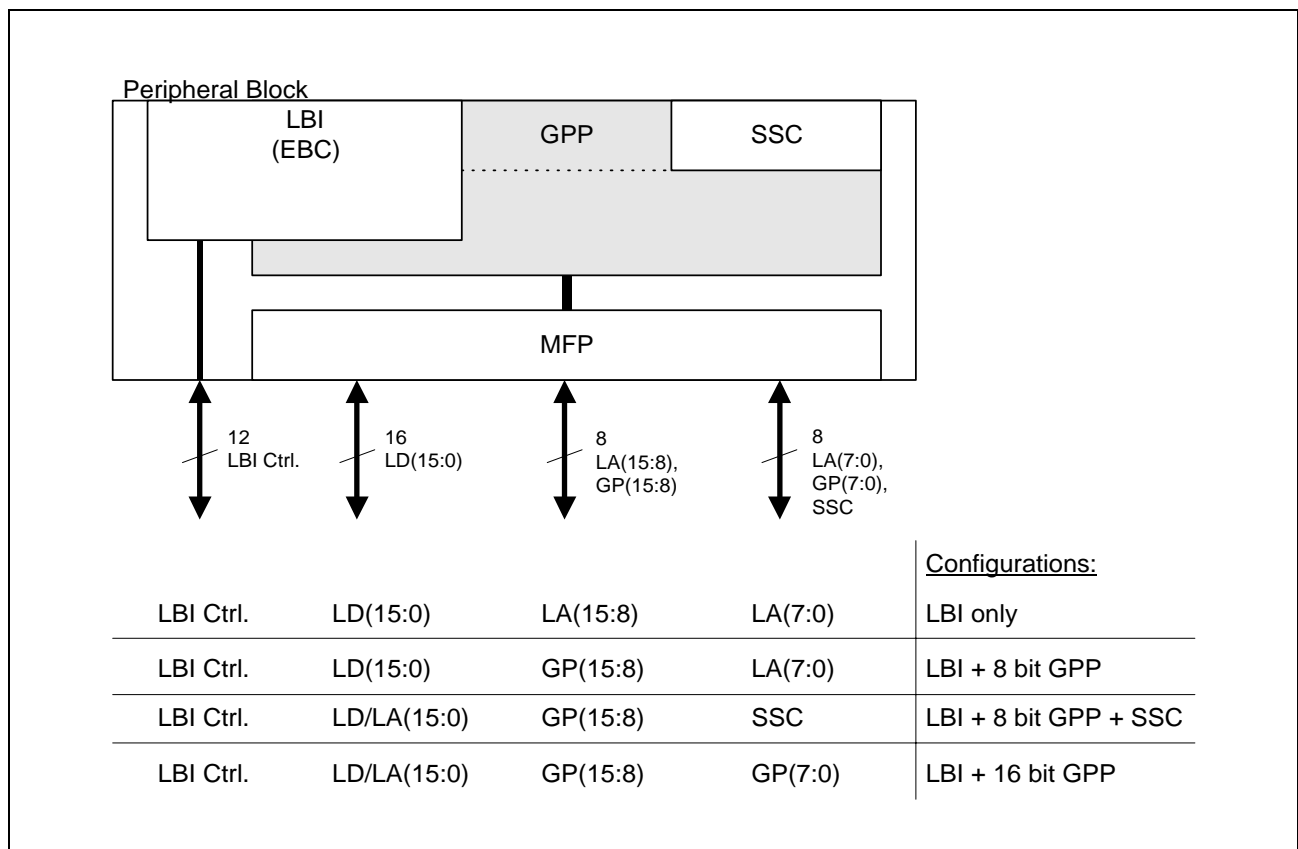 Peripheral Block
LBI
(EBC)
GPP
SSC
MFP
12
LBI Ctrl.
16
LD(15:0)
8
LA(15:8),
GP(15:8)
8
LA(7:0),
GP(7:0),
SSC
Configurations:
LBI Ctrl. LD(15:0) LA(15:8) LA(7:0) LBI only
LBI Ctrl. LD(15:0) GP(15:8) LA(7:0) LBI + 8 bit GPP
LBI Ctrl. LD/LA(15:0) GP(15:8) SSC LBI + 8 bit GPP + SSC
LBI Ctrl. LD/LA(15:0) GP(15:8) GP(7:0) LBI + 16 bit GPP